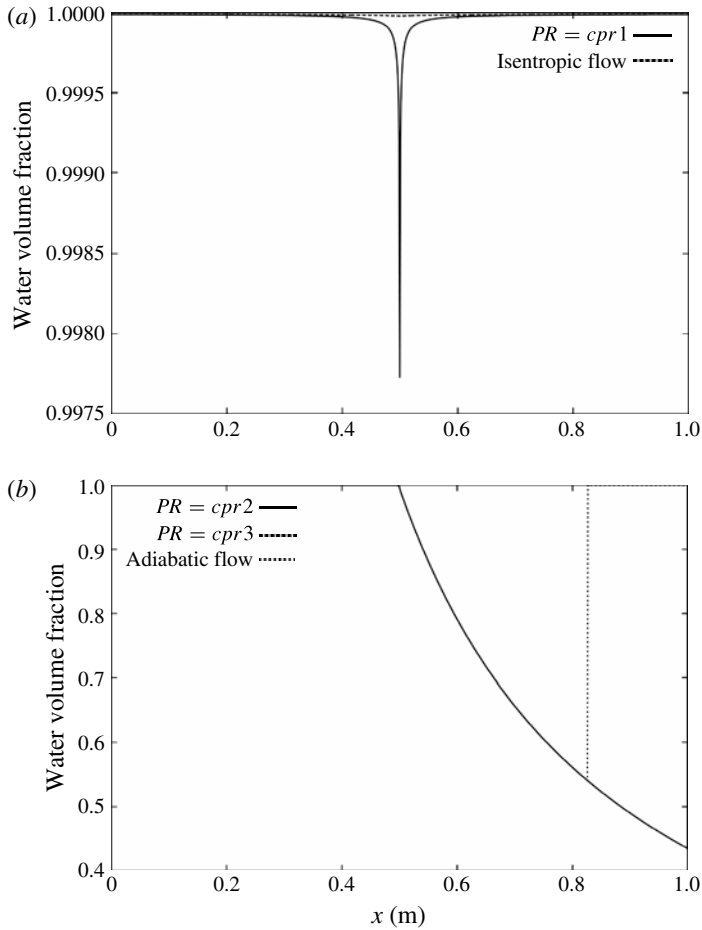 (a)
1.0000
0.9995
0.9990
0.9985
0.9980
0.9975
Water volume fraction
PR = cpr1
Isentropic flow
0 0.2 0.4 0.6 0.8 1.0
(b)
1.0
0.9
0.8
0.7
0.6
0.5
0.4
Water volume fraction
PR = cpr2
PR = cpr3
Adiabatic flow
0 0.2 0.4 0.6 0.8 1.0
x (m)